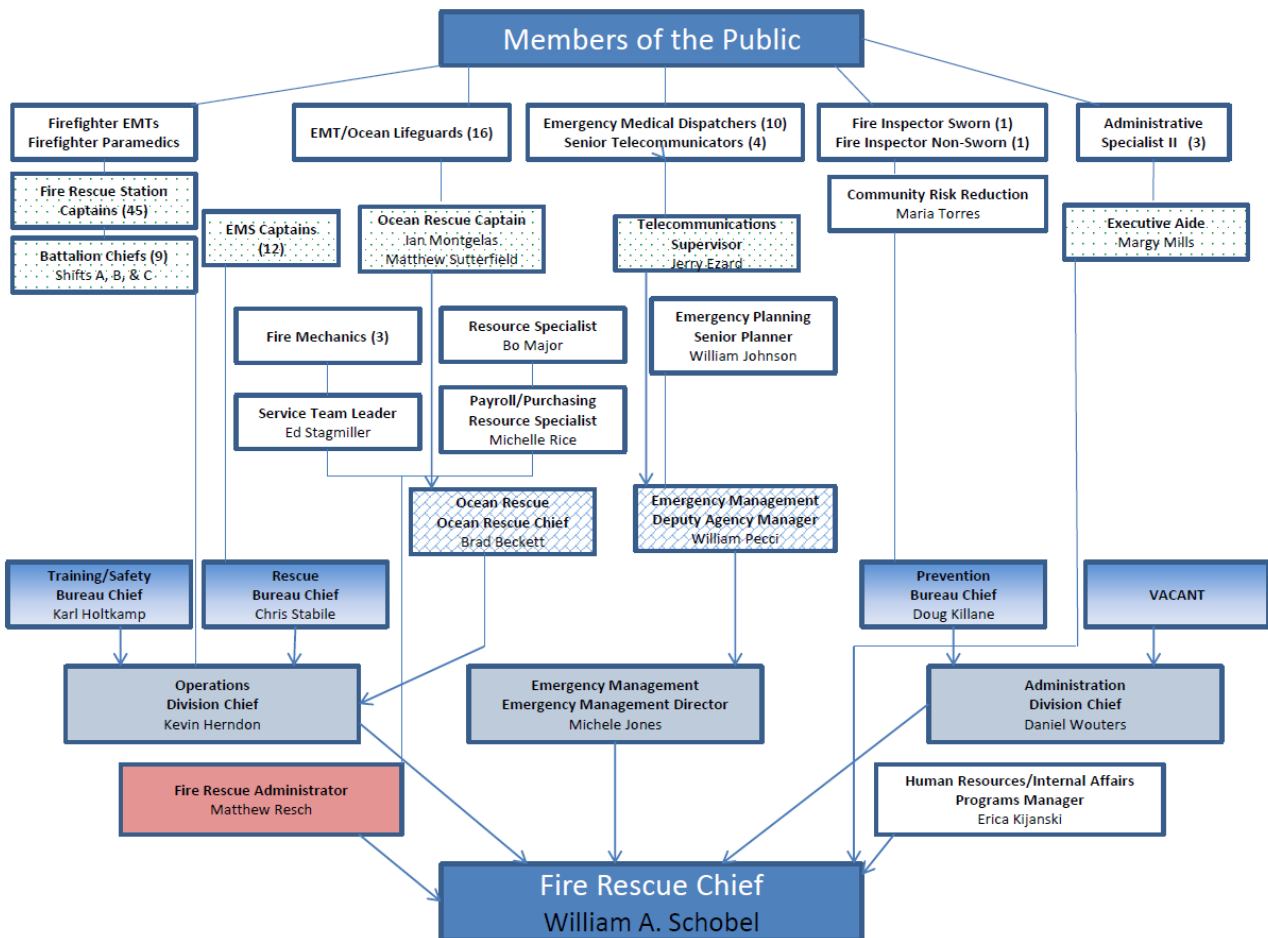 Members of the Public
Firefighter EMTs
Firefighter Paramedics
EMT/Ocean Lifeguards (16)
Emergency Medical Dispatchers (10)
Senior Telecommunicators (4)
Fire Inspector Sworn (1)
Fire Inspector Non-Sworn (1)
Administrative
Specialist II (3)
Fire Rescue Station
Captains (45)
Community Risk Reduction
Maria Torres
EMS Captains
(12)
Ocean Rescue Captain
Ian Montgelas
Matthew Sutterfield
Telecommunications
Supervisor
Jerry Ezard
Executive Aide
Margy Mills
Battalion Chiefs (9)
Shifts A, B, & C
Fire Mechanics (3)
Resource Specialist
Bo Major
Emergency Planning
Senior Planner
William Johnson
Service Team Leader
Ed Stagmiller
Payroll/Purchasing
Resource Specialist
Michelle Rice
Ocean Rescue
Ocean Rescue Chief
Brad Beckett
Emergency Management
Deputy Agency Manager
William Pecci
Training/Safety
Bureau Chief
Karl Holtkamp
Rescue
Bureau Chief
Chris Stabile
Prevention
Bureau Chief
Doug Killane
VACANT
Operations
Division Chief
Kevin Herndon
Emergency Management
Emergency Management Director
Michele Jones
Administration
Division Chief
Daniel Wouters
Fire Rescue Administrator
Matthew Resch
Human Resources/Internal Affairs
Programs Manager
Erica Kijanski
Fire Rescue Chief
William A. Schobel